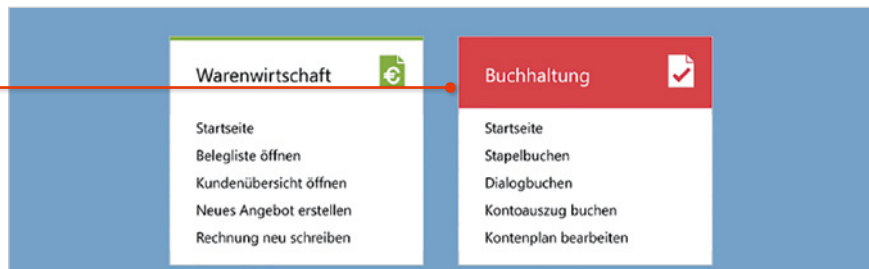 Warenwirtschaft
Startseite
Belegliste öffnen
Kundenübersicht öffnen
Neues Angebot erstellen
Rechnung neu schreiben
Buchhaltung
Startseite
Stapelbuchen
Dialogbuchen
Kontoauszug buchen
Kontenplan bearbeiten